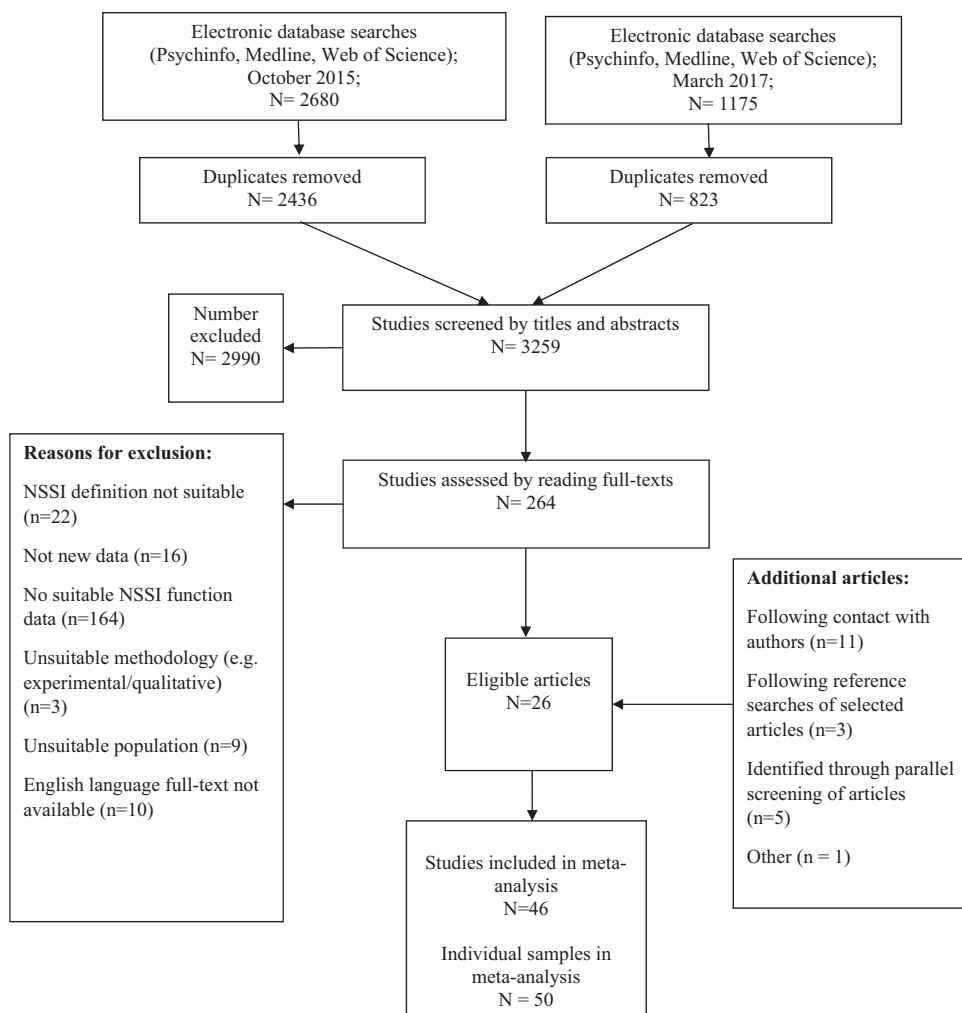 Electronic database searches
(Psychinfo, Medline, Web of Science);
October 2015;
N= 2680
Electronic database searches
(Psychinfo, Medline, Web of Science);
March 2017;
N= 1175
Duplicates removed
N= 2436
Duplicates removed
N= 823
Number
excluded
N= 2990
Studies screened by titles and abstracts
N= 3259
Reasons for exclusion:
NSSI definition not suitable
(n=22)
Not new data (n=16)
No suitable NSSI function
data (n=164)
Unsuitable methodology (e.g.
experimental/qualitative)
(n=3)
Unsuitable population (n=9)
English language full-text not
available (n=10)
Studies assessed by reading full-texts
N= 264
Eligible articles
N=26
Additional articles:
Following contact with
authors (n=11)
Following reference
searches of selected
articles (n=3)
Identified through parallel
screening of articles
(n=5)
Other (n = 1)
Studies included in meta-
analysis
N=46
Individual samples in
meta-analysis
N = 50